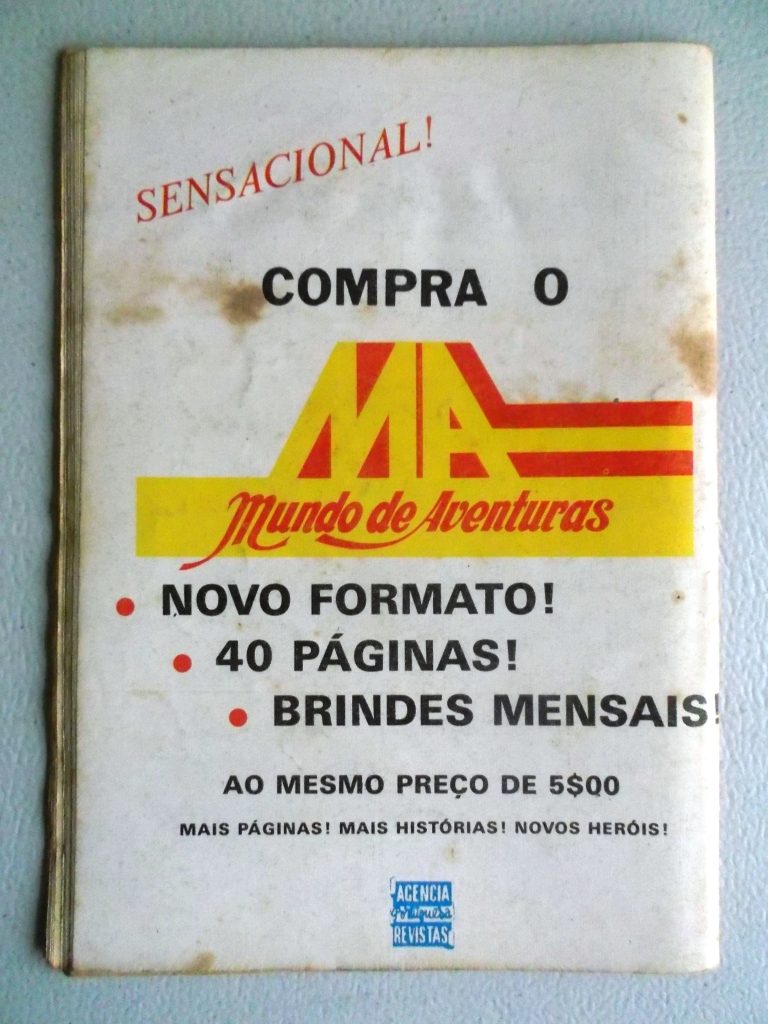 SENSACIONAL!
COMPRA O
MA
Mundo de Aventuras
• NOVO FORMATO!
• 40 PÁGINAS!
• BRINDES MENSAIS!
AO MESMO PREÇO DE 5$00
MAIS PÁGINAS! MAIS HISTÓRIAS! NOVOS HERÓIS!
AGENCIA
Portuguesa
REVISTAS